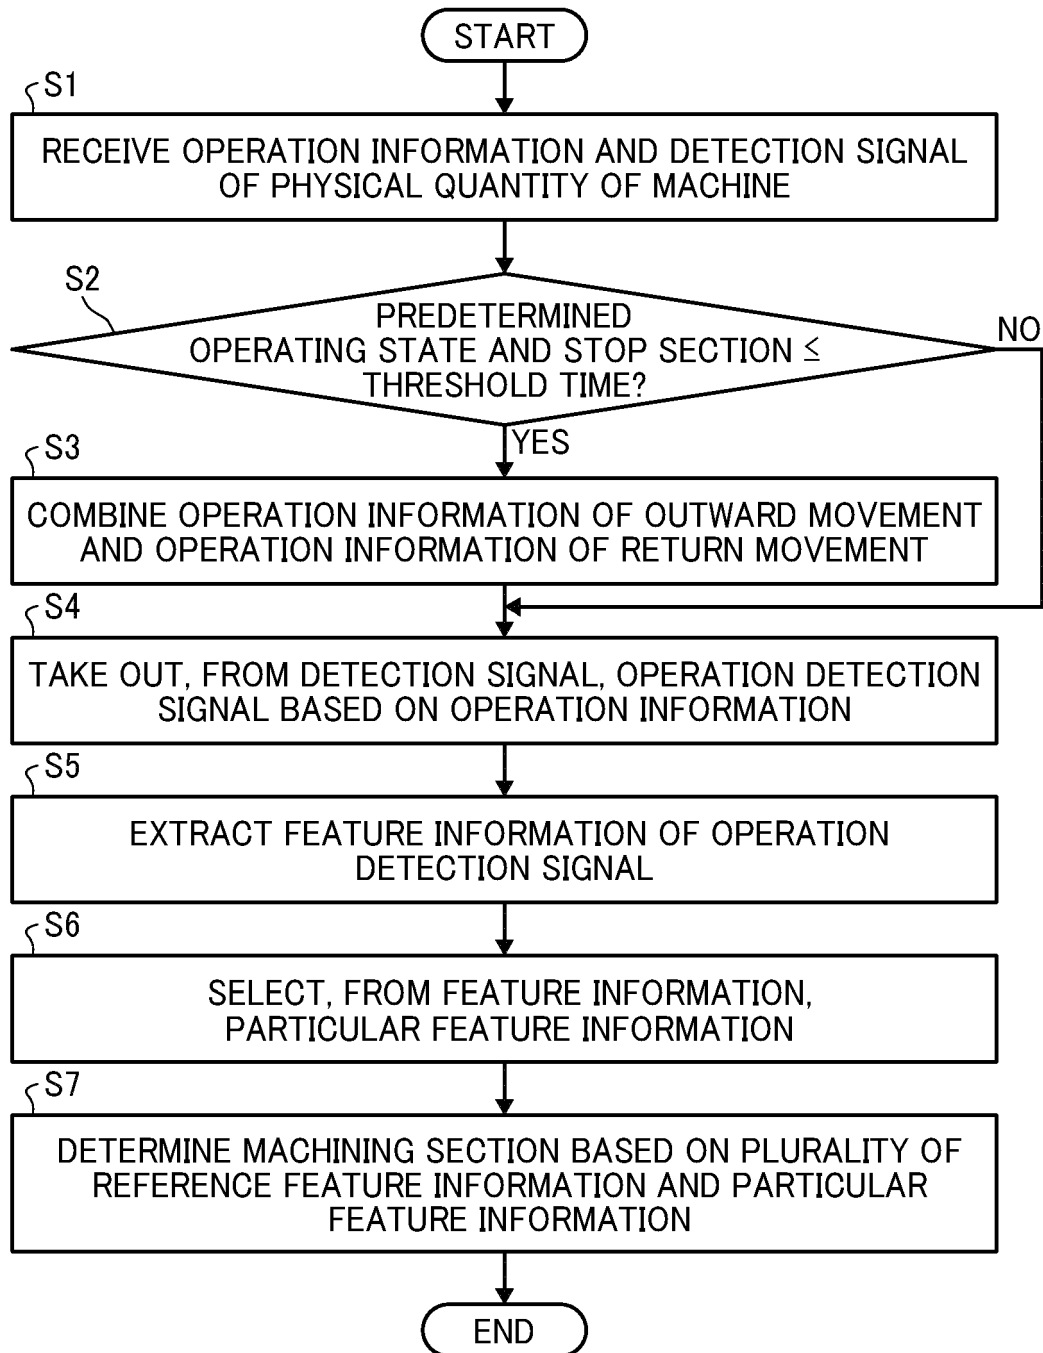 START
S1
RECEIVE OPERATION INFORMATION AND DETECTION SIGNAL
OF PHYSICAL QUANTITY OF MACHINE
S2
PREDETERMINED
OPERATING STATE AND STOP SECTION ≤
THRESHOLD TIME?
NO
YES
S3
COMBINE OPERATION INFORMATION OF OUTWARD MOVEMENT
AND OPERATION INFORMATION OF RETURN MOVEMENT
S4
TAKE OUT, FROM DETECTION SIGNAL, OPERATION DETECTION
SIGNAL BASED ON OPERATION INFORMATION
S5
EXTRACT FEATURE INFORMATION OF OPERATION
DETECTION SIGNAL
S6
SELECT, FROM FEATURE INFORMATION,
PARTICULAR FEATURE INFORMATION
S7
DETERMINE MACHINING SECTION BASED ON PLURALITY OF
REFERENCE FEATURE INFORMATION AND PARTICULAR
FEATURE INFORMATION
END